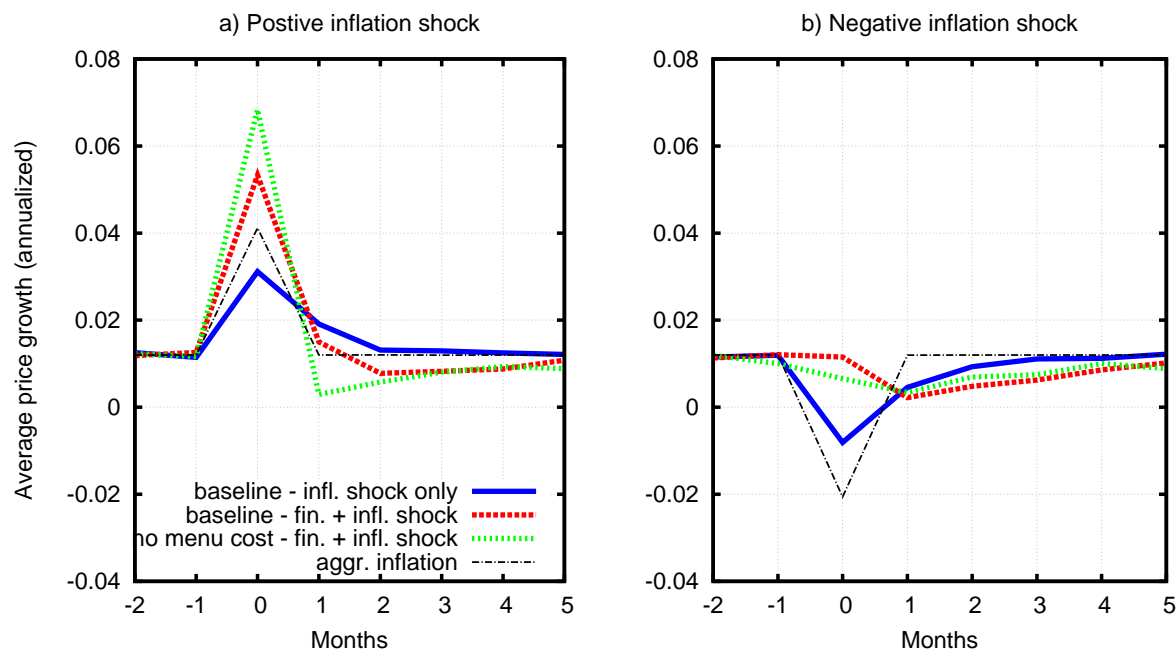 a) Postive inflation shock
b) Negative inflation shock
Average price growth (annualized)
0.08
0.06
0.04
0.02
0
-0.02
-0.04
baseline - infl. shock only
baseline - fin. + infl. shock
no menu cost - fin. + infl. shock
aggr. inflation
-2 -1 0 1 2 3 4 5
Months
0.08
0.06
0.04
0.02
0
-0.02
-0.04
-2 -1 0 1 2 3 4 5
Months